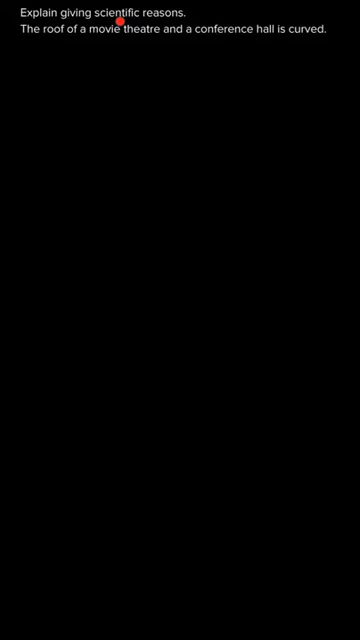 Explain giving scientific reasons.
The roof of a movie theatre and a conference hall is curved.